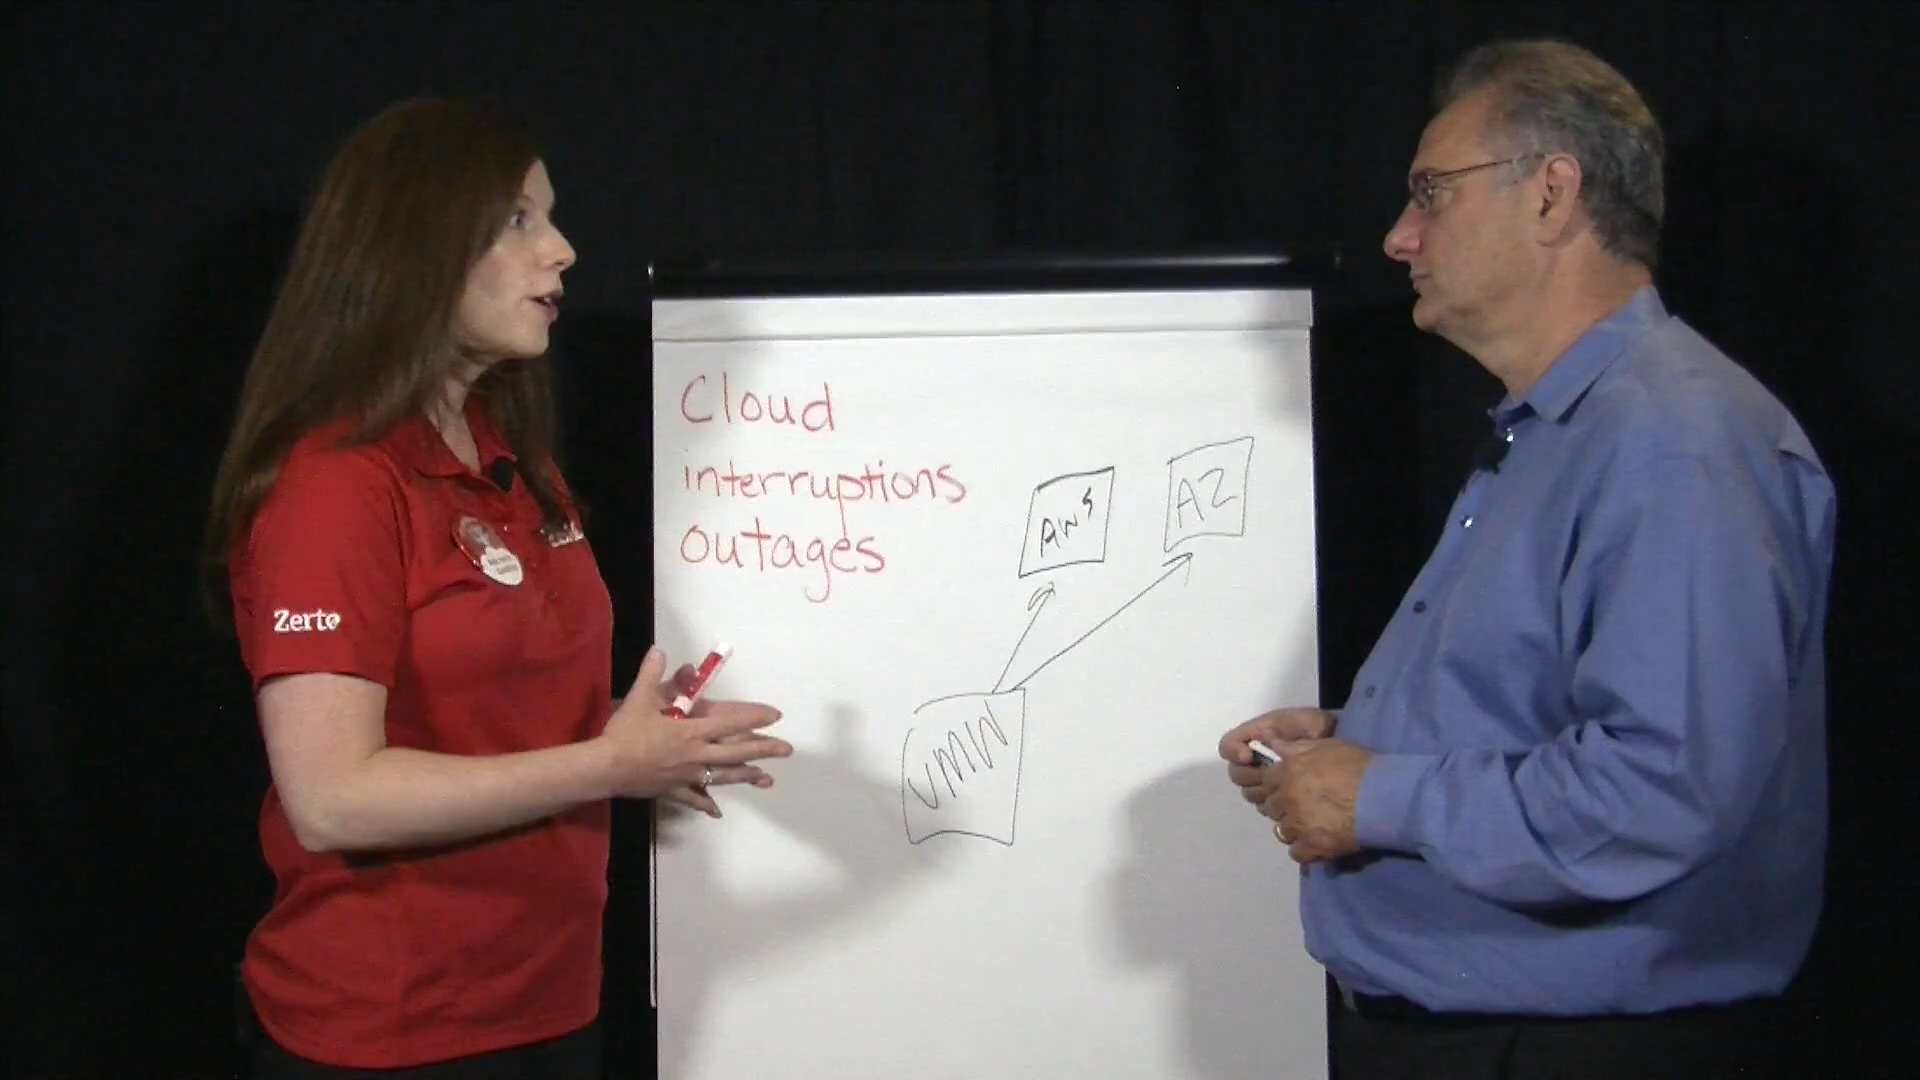 Cloud
interruptions
outages
AWS
AZ
VMW
Zerto